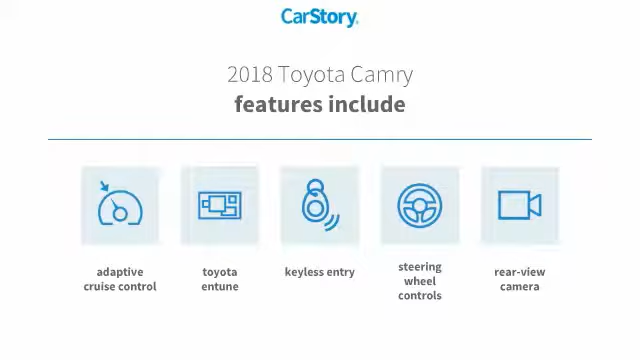 CarStory.
2018 Toyota Camry
features include
adaptive
cruise control
toyota
entune
keyless entry
steering
wheel
controls
rear-view
camera